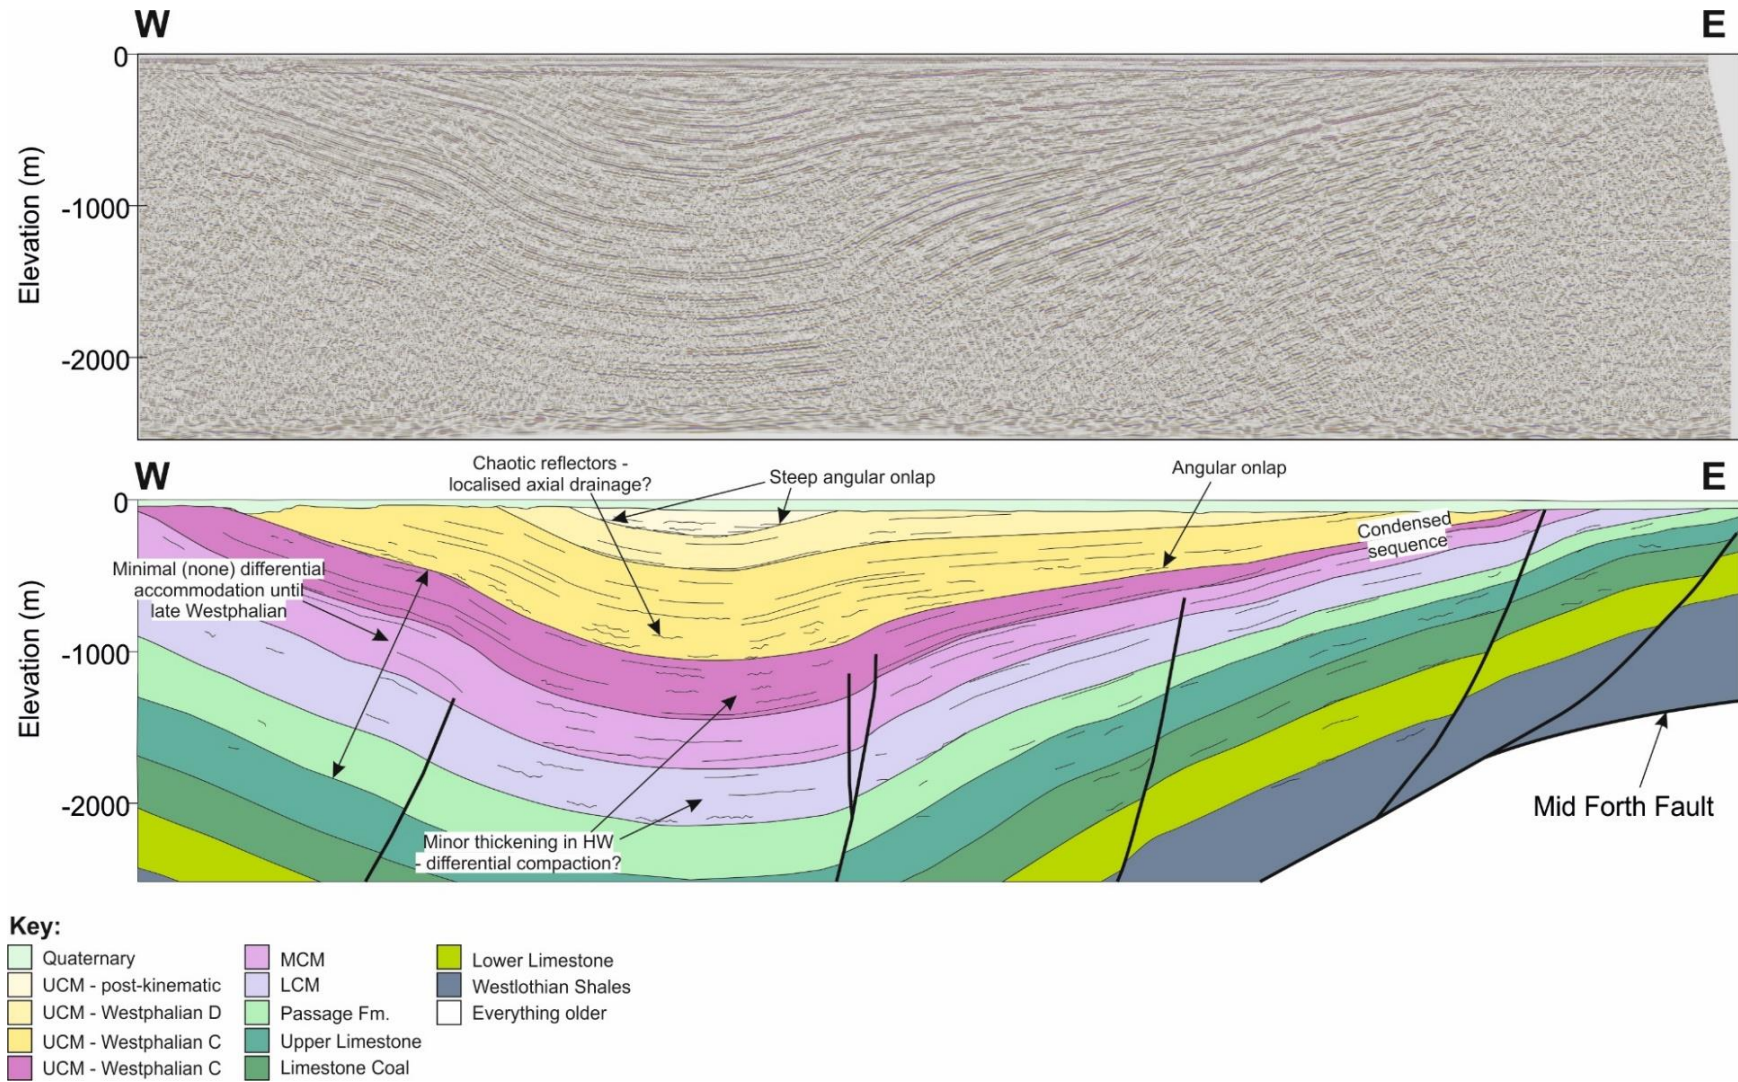 W
E
0
-1000
-2000
Elevation (m)
W
E
Chaotic reflectors -
localised axial drainage?
Steep angular onlap
Angular onlap
0
-1000
-2000
Elevation (m)
Condensed
sequence
Minimal (none) differential
accommodation until
late Westphalian
Minor thickening in HW
- differential compaction?
Mid Forth Fault
Key:
Quaternary
UCM - post-kinematic
UCM - Westphalian D
UCM - Westphalian C
UCM - Westphalian C
MCM
LCM
Passage Fm.
Upper Limestone
Limestone Coal
Lower Limestone
Westlothian Shales
Everything older